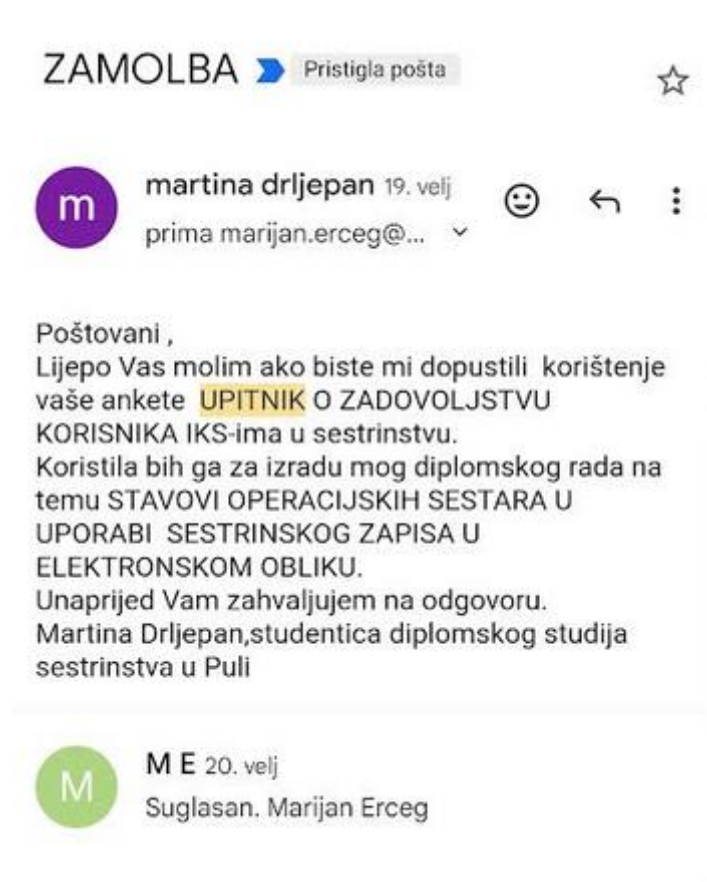 ZAMOLBA Pristigla pošta
m
martina drljepan 19. velj
prima marijan.erceg@...
Poštovani ,
Lijepo Vas molim ako biste mi dopustili korištenje
vaše ankete UPITNIK O ZADOVOLJSTVU
KORISNIKA IKS-ima u sestrinstvu.
Koristila bih ga za izradu mog diplomskog rada na
temu STAVOVI OPERACIJSKIH SESTARA U
UPORABI SESTRINSKOG ZAPISA U
ELEKTRONSKOM OBLIKU.
Unaprijed Vam zahvaljujem na odgovoru.
Martina Drljepan,studentica diplomskog studija
sestrinstva u Puli
M
M E 20. velj
Suglasan. Marijan Erceg